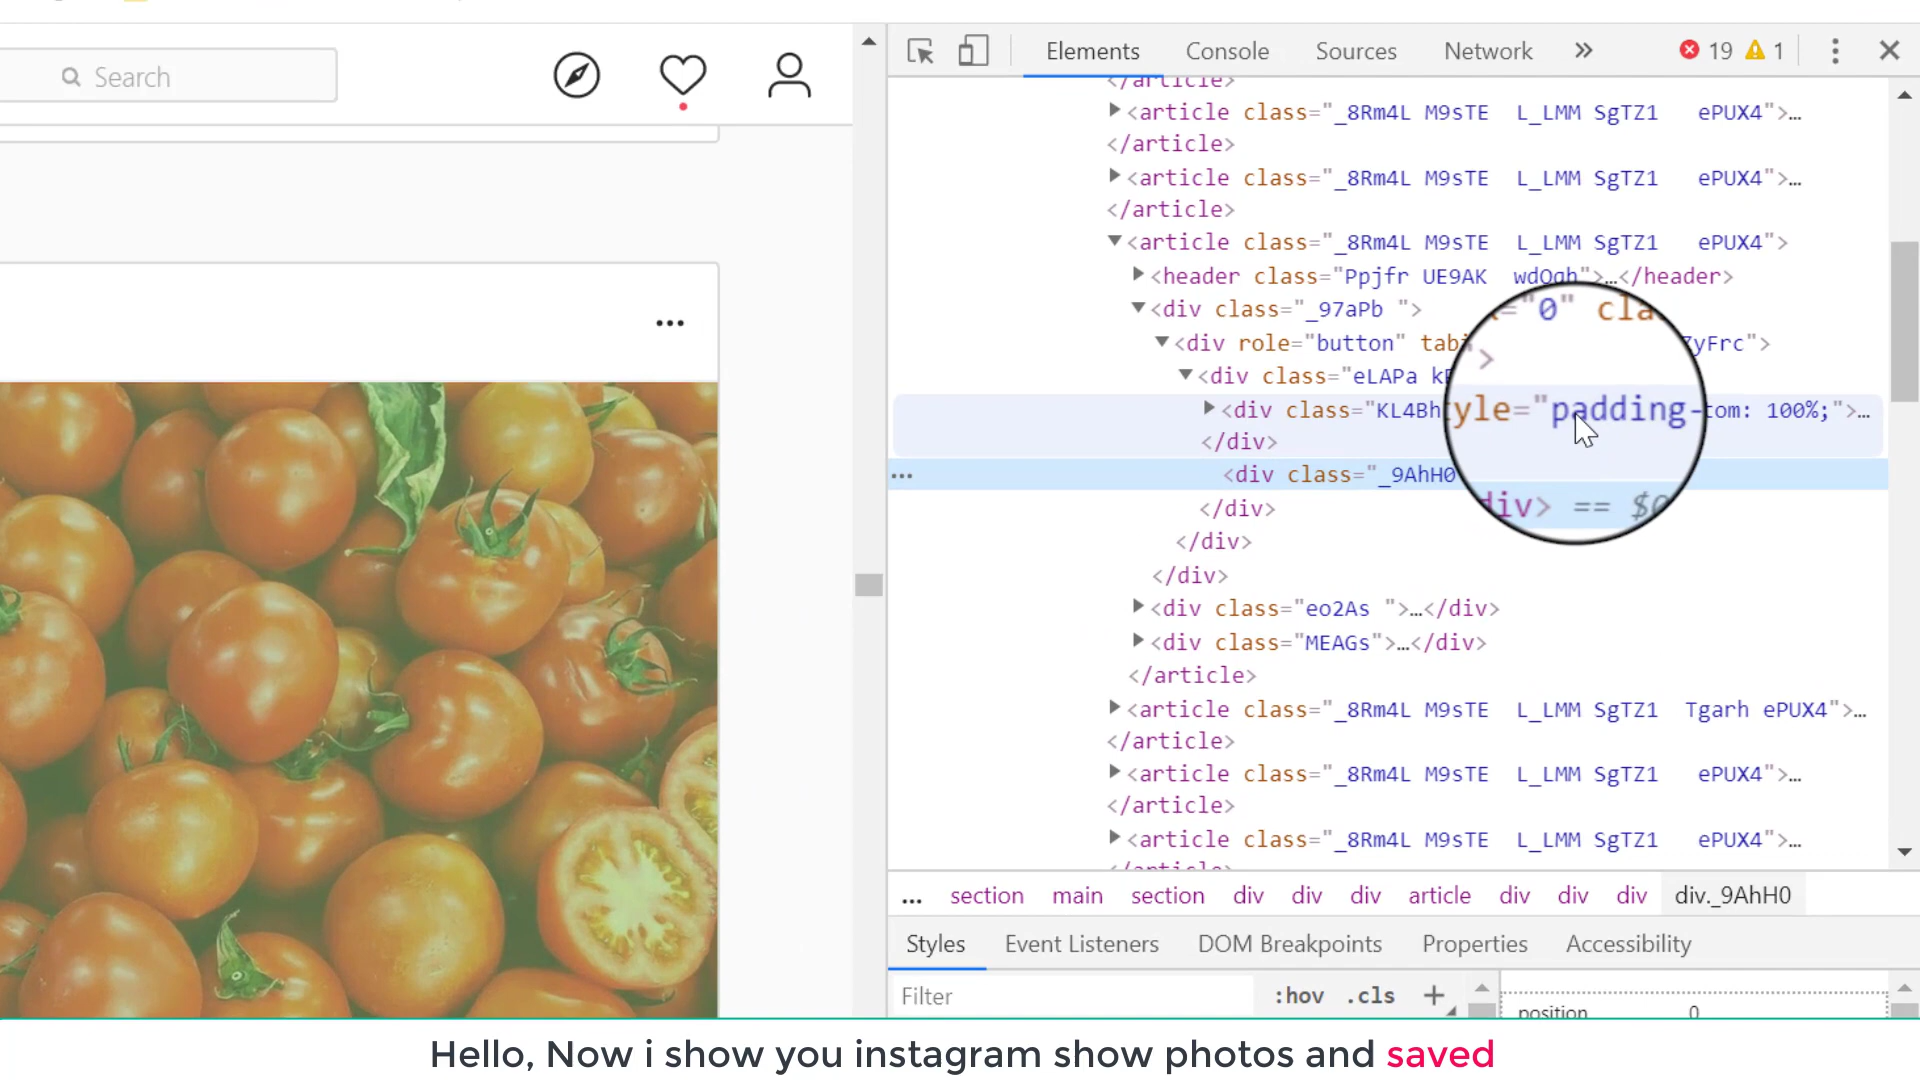 Search
Elements Console Sources Network » 19 1
</article>
<article class="_8Rm4L M9sTE L_LMM SgTZ1 ePUX4">…
</article>
<article class="_8Rm4L M9sTE L_LMM SgTZ1 ePUX4">…
</article>
<article class="_8Rm4L M9sTE L_LMM SgTZ1 ePUX4">
<header class="Ppjfr UE9AK wdOqh">…</header>
<div class="_97aPb ">
<div role="button" tabi ZyFrc">
"0" cla
<div class="eLAPa
>
<div class="KL4Bh yle="padding- tom: 100%;">…
</div>
… <div class="_9AhH0
div> == $0
</div>
</div>
</div>
<div class="eo2As ">…</div>
<div class="MEAGs">…</div>
</article>
<article class="_8Rm4L M9sTE L_LMM SgTZ1 Tgarh ePUX4">…
</article>
<article class="_8Rm4L M9sTE L_LMM SgTZ1 ePUX4">…
</article>
<article class="_8Rm4L M9sTE L_LMM SgTZ1 ePUX4">…
</article>
... section main section div div div article div div div div._9AhH0
Styles Event Listeners DOM Breakpoints Properties Accessibility
Filter :hov .cls +
position 0
Hello, Now i show you instagram show photos and saved